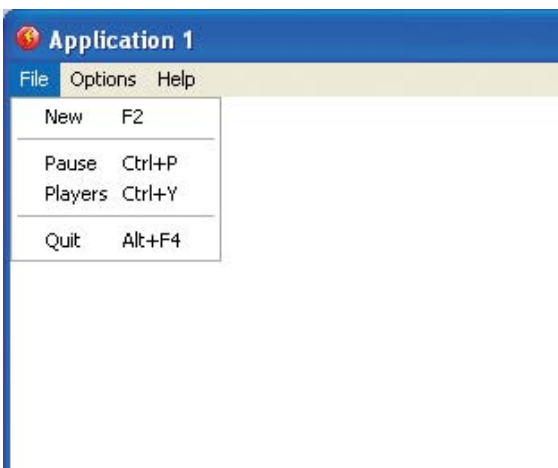 Application 1
File Options Help
New F2
Pause Ctrl+P
Players Ctrl+Y
Quit Alt+F4